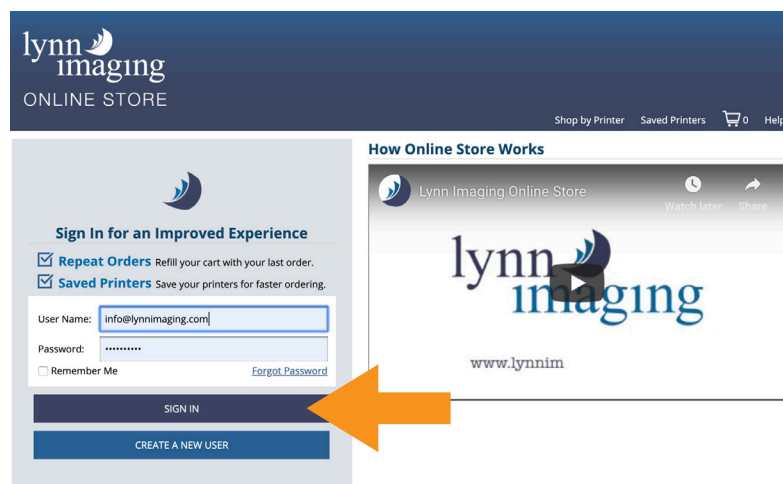 lynn
imaging
ONLINE STORE
Shop by Printer Saved Printers 0 Help
Sign In for an Improved Experience
Repeat Orders Refill your cart with your last order.
Saved Printers Save your printers for faster ordering.
User Name: info@lynnimaging.com
Password: ••••••••••
Remember Me Forgot Password
SIGN IN
CREATE A NEW USER
How Online Store Works
Lynn Imaging Online Store
Watch later Share
lynn
imaging
www.lynnim